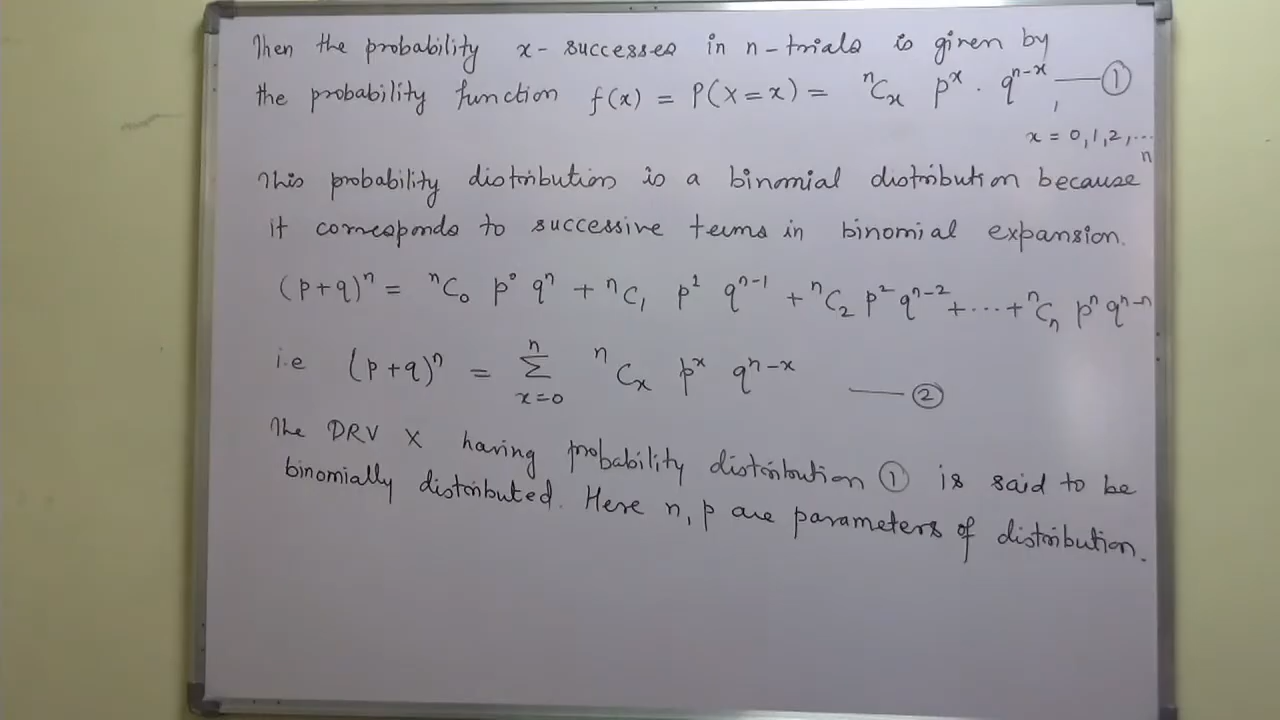 Then the probability x - successes in n - trials is given by
the probability function f(x) = P(X=x) = ⁿCₓ pˣ . qⁿ⁻ˣ, —— ①
x = 0,1,2,...n
This probability distribution is a binomial distribution because
it corresponds to successive terms in binomial expansion.
(p+q)ⁿ = ⁿC₀ p⁰ qⁿ + ⁿC₁ p¹ qⁿ⁻¹ + ⁿC₂ p² qⁿ⁻² + ... + ⁿCₙ pⁿ qⁿ⁻ⁿ
i.e (p+q)ⁿ = Σₓ₌₀ⁿ ⁿCₓ pˣ qⁿ⁻ˣ —— ②
The DRV X having probability distribution ① is said to be
binomially distributed. Here n, p are parameters of distribution.